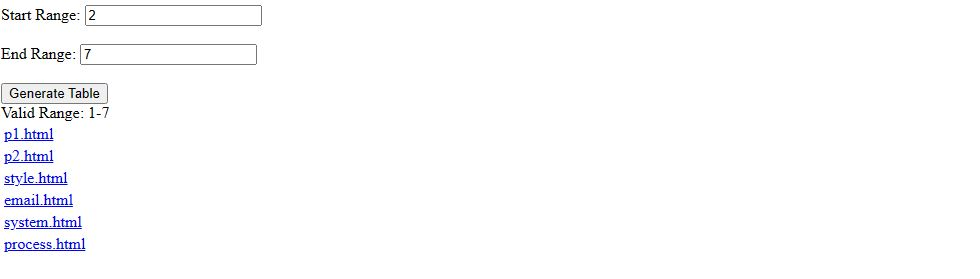 Start Range: 2
End Range: 7
Generate Table
Valid Range: 1-7
p1.html
p2.html
style.html
email.html
system.html
process.html